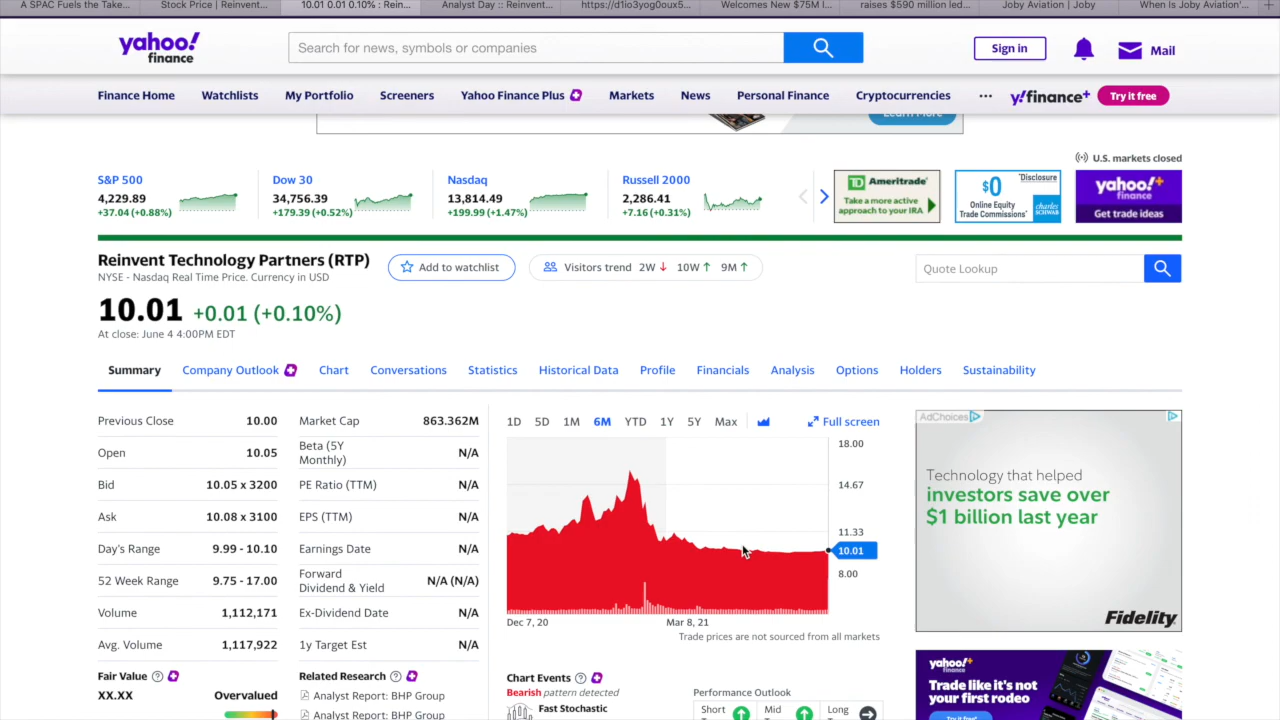 A SPAC Fuels the Take... Stock Price | Reinvent... 10.01 0.01 0.10% : Rein... Analyst Day :: Reinvent... https://d1io3yog0oux5... Welcomes New $75M I... raises $590 million led... Joby Aviation | Joby When Is Joby Aviation'... +
yahoo!
finance
Search for news, symbols or companies
Sign in
Mail
Finance Home Watchlists My Portfolio Screeners Yahoo Finance Plus Markets News Personal Finance Cryptocurrencies ... y!finance+ Try it free
Learn More
U.S. markets closed
S&P 500 Dow 30 Nasdaq Russell 2000
4,229.89 34,756.39 13,814.49 2,286.41
+37.04 (+0.88%) +179.39 (+0.52%) +199.99 (+1.47%) +7.16 (+0.31%)
TD Ameritrade
Take a more active
approach to your IRA
$0
Disclosure
Online Equity
Trade Commissions*
charles
SCHWAB
yahoo!+
finance
Get trade ideas
Reinvent Technology Partners (RTP)
NYSE - Nasdaq Real Time Price. Currency in USD
Add to watchlist
Visitors trend 2W ↓ 10W ↑ 9M ↑
Quote Lookup
10.01 +0.01 (+0.10%)
At close: June 4 4:00PM EDT
Summary Company Outlook Chart Conversations Statistics Historical Data Profile Financials Analysis Options Holders Sustainability
Previous Close 10.00
Open 10.05
Bid 10.05 x 3200
Ask 10.08 x 3100
Day's Range 9.99 - 10.10
52 Week Range 9.75 - 17.00
Volume 1,112,171
Avg. Volume 1,117,922
Fair Value
XX.XX Overvalued
Market Cap 863.362M
Beta (5Y
Monthly) N/A
PE Ratio (TTM) N/A
EPS (TTM) N/A
Earnings Date N/A
Forward
Dividend & Yield N/A (N/A)
Ex-Dividend Date N/A
1y Target Est N/A
Related Research
Analyst Report: BHP Group
Analyst Report: BHP Group
1D 5D 1M 6M YTD 1Y 5Y Max Full screen
18.00
14.67
11.33
10.01
8.00
Dec 7, 20 Mar 8, 21
Trade prices are not sourced from all markets
Chart Events
Bearish pattern detected
Fast Stochastic
Performance Outlook
Short Mid Long
AdChoices
Technology that helped
investors save over
$1 billion last year
Fidelity
yahoo!+
finance
Trade like it's not
your first rodeo
Try it free